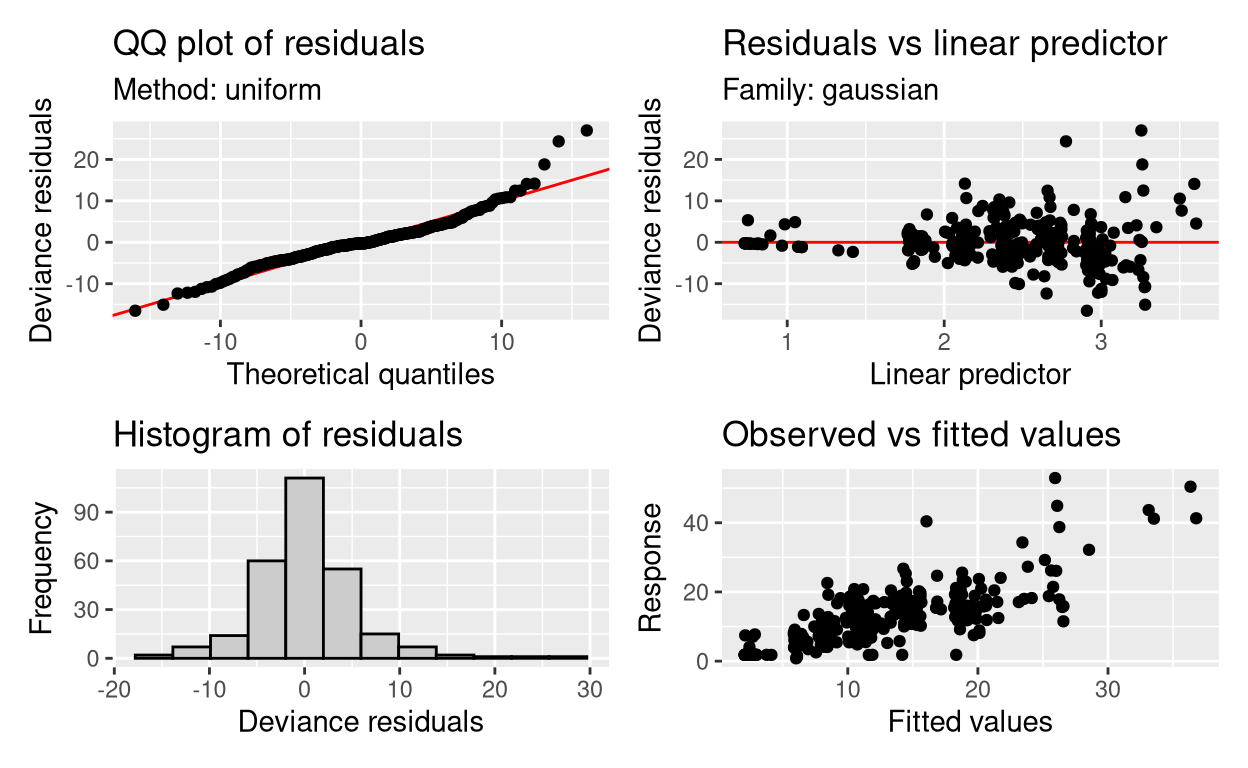 QQ plot of residuals
Method: uniform
Deviance residuals
20
10
0
-10
-10
0
10
Theoretical quantiles
Residuals vs linear predictor
Family: gaussian
Deviance residuals
20
10
0
-10
1
2
3
Linear predictor
Histogram of residuals
Frequency
90
60
30
0
-20
-10
0
10
20
30
Deviance residuals
Observed vs fitted values
Response
40
20
0
10
20
30
Fitted values